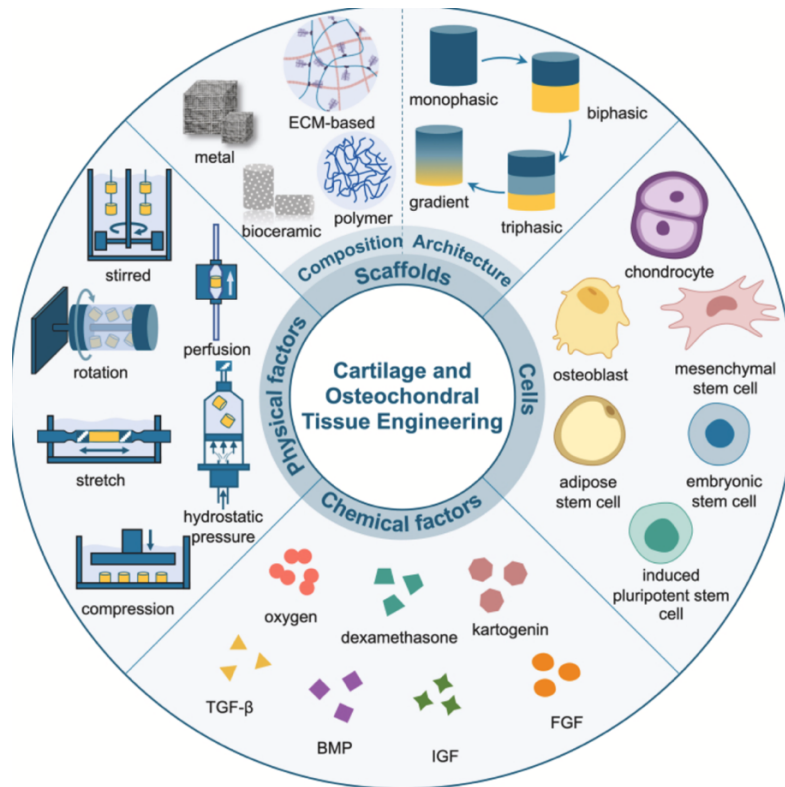 ECM-based
metal
bioceramic
polymer
monophasic
biphasic
gradient
triphasic
Composition
Architecture
Scaffolds
Cells
Chemical factors
Physical factors
Cartilage and
Osteochondral
Tissue Engineering
chondrocyte
osteoblast
mesenchymal
stem cell
adipose
stem cell
embryonic
stem cell
induced
pluripotent stem
cell
stirred
perfusion
rotation
stretch
hydrostatic
pressure
compression
oxygen
dexamethasone
kartogenin
TGF-β
BMP
IGF
FGF